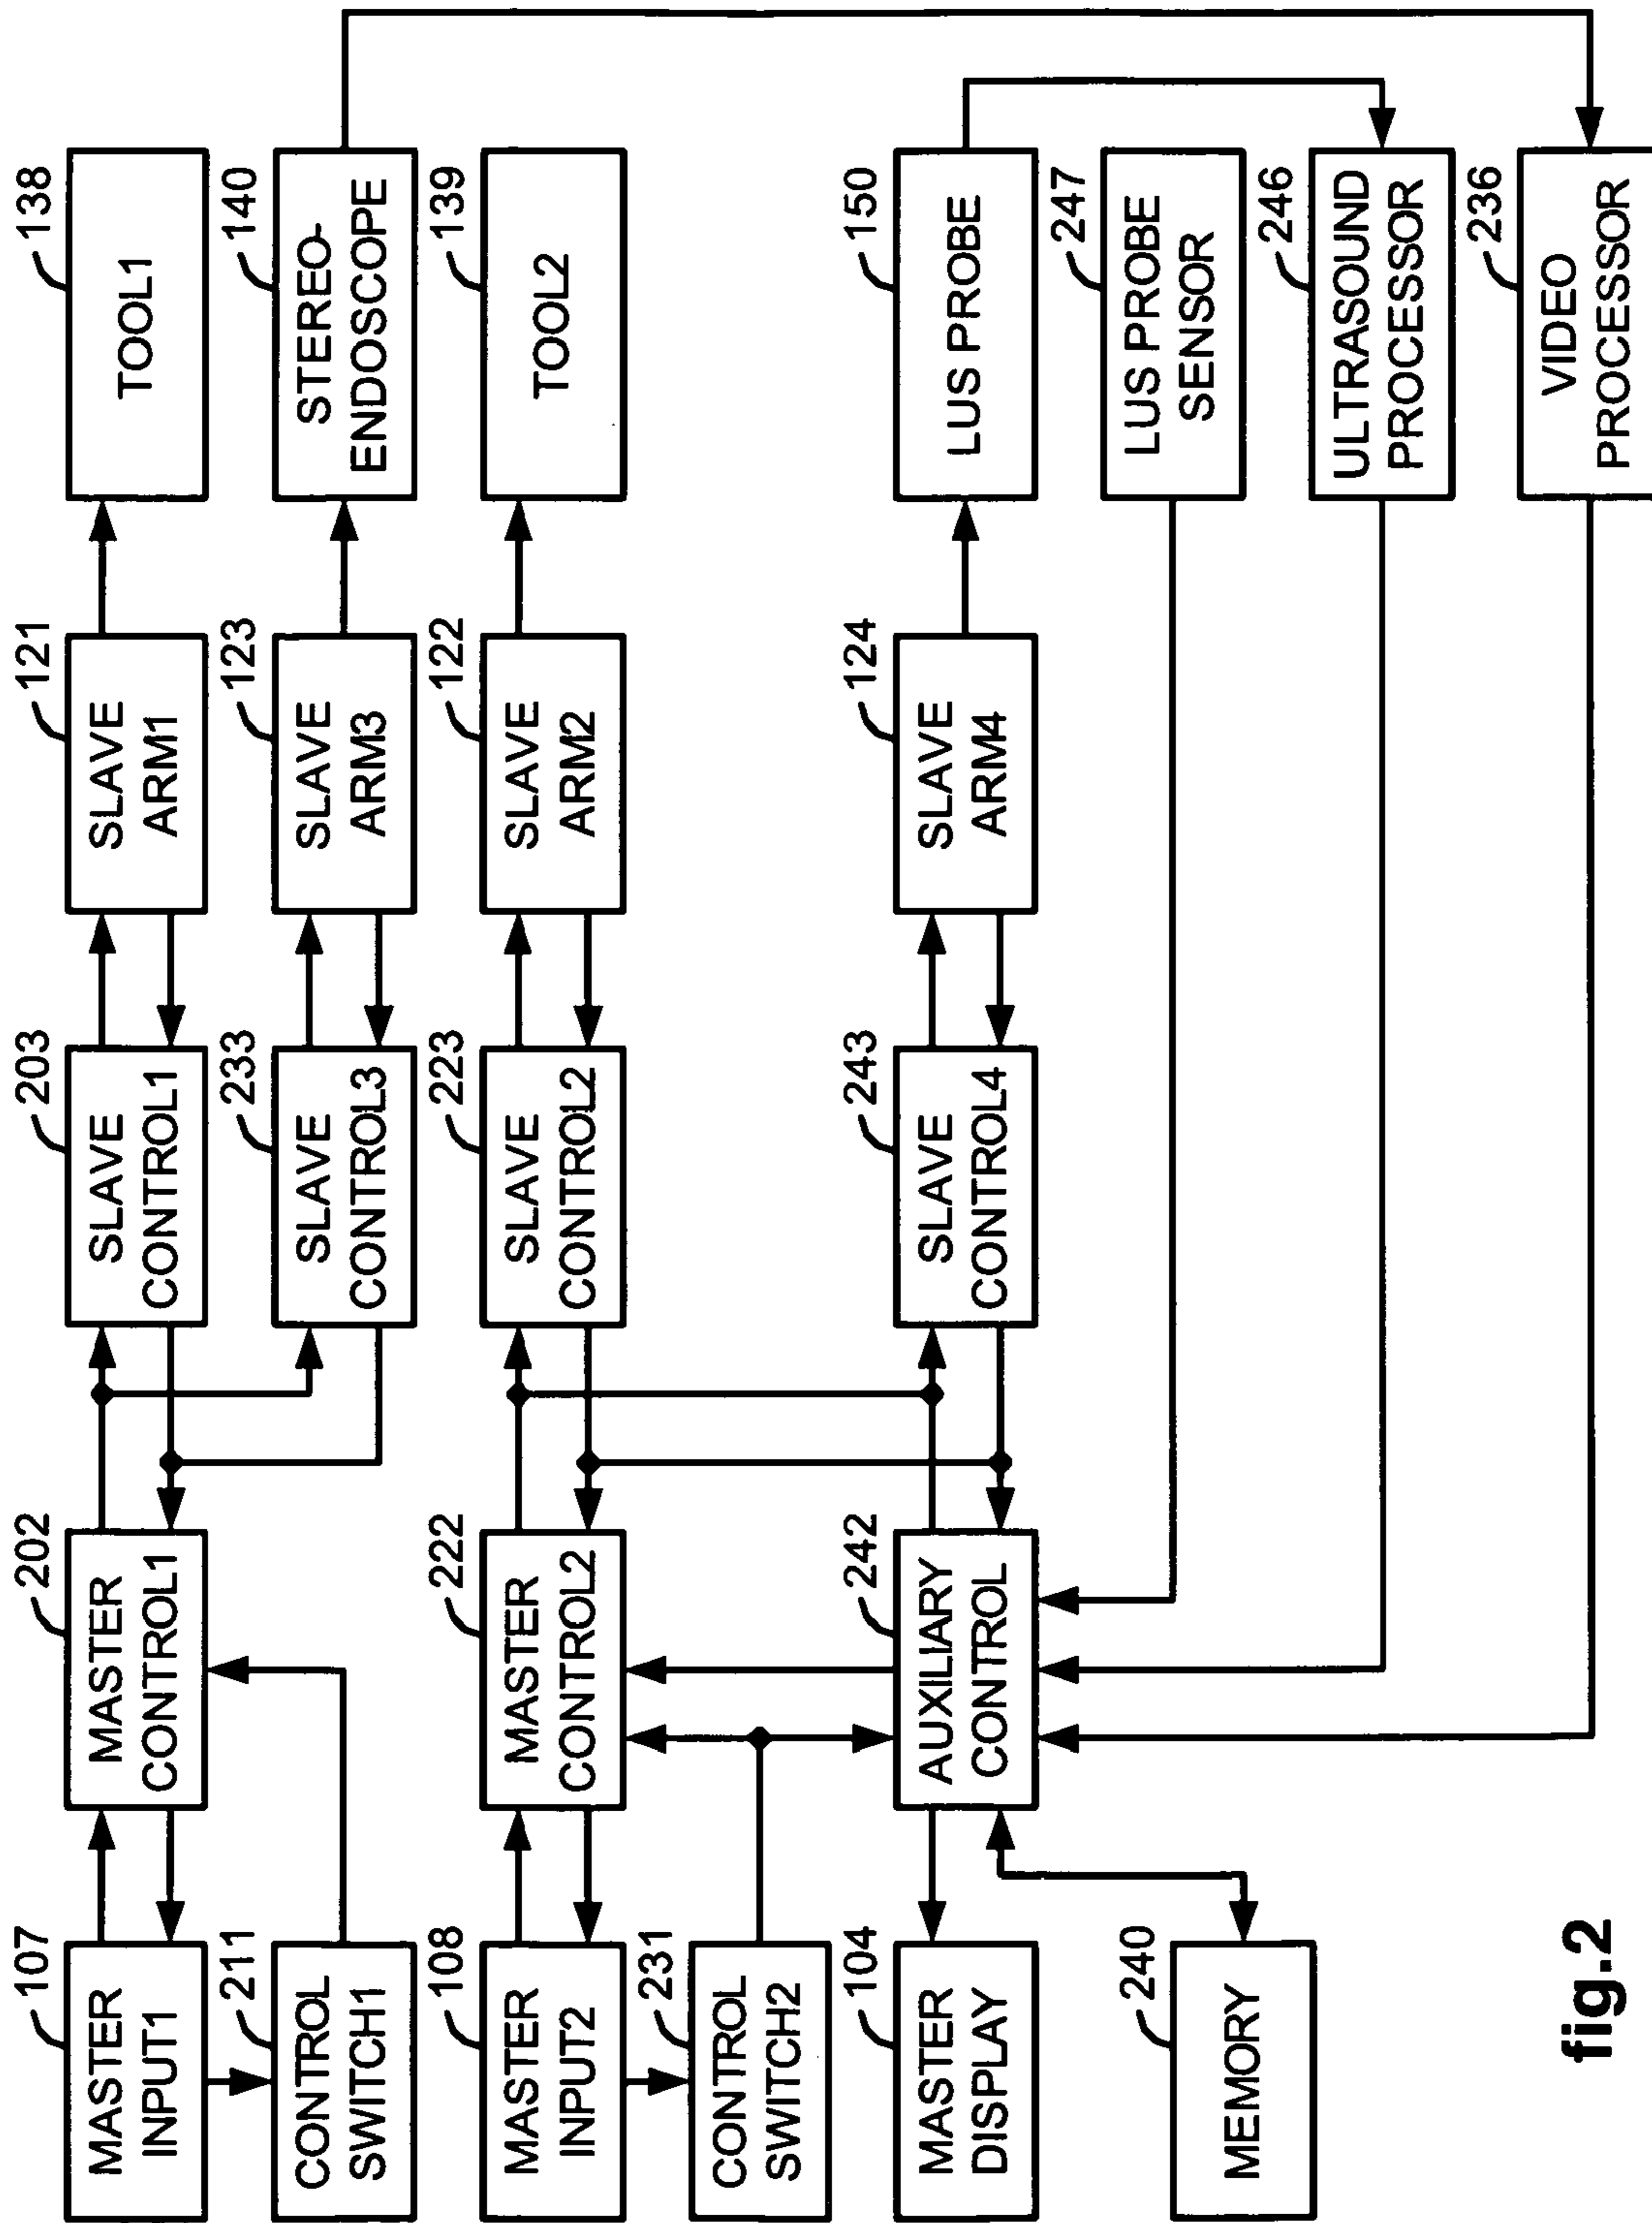 107
MASTER
INPUT1
202
MASTER
CONTROL1
203
SLAVE
CONTROL1
121
SLAVE
ARM1
138
TOOL1
211
CONTROL
SWITCH1
233
SLAVE
CONTROL3
123
SLAVE
ARM3
140
STEREO-
ENDOSCOPE
108
MASTER
INPUT2
222
MASTER
CONTROL2
223
SLAVE
CONTROL2
122
SLAVE
ARM2
139
TOOL2
231
CONTROL
SWITCH2
104
MASTER
DISPLAY
242
AUXILIARY
CONTROL
243
SLAVE
CONTROL4
124
SLAVE
ARM4
150
LUS PROBE
247
LUS PROBE
SENSOR
240
MEMORY
246
ULTRASOUND
PROCESSOR
236
VIDEO
PROCESSOR
fig.2